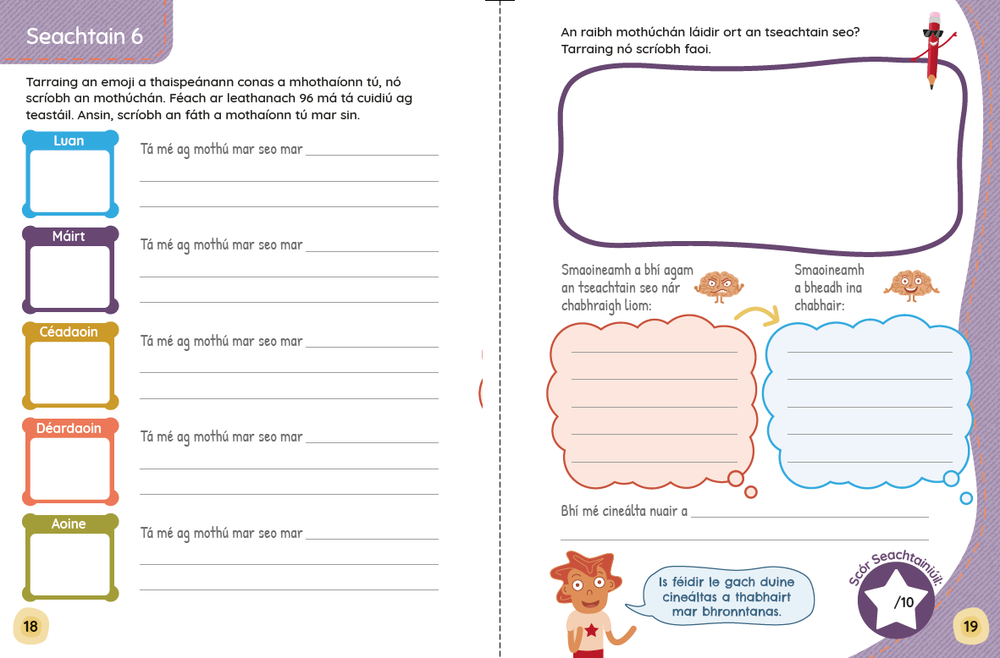 Seachtain 6
Tarraing an emoji a thaispeánann conas a mhothaíonn tú, nó
scríobh an mothúchán. Féach ar leathanach 96 má tá cuidiú ag
teastáil. Ansin, scríobh an fáth a mothaíonn tú mar sin.
Luan
Tá mé ag mothú mar seo mar
Máirt
Tá mé ag mothú mar seo mar
Céadaoin
Tá mé ag mothú mar seo mar
Déardaoin
Tá mé ag mothú mar seo mar
Aoine
Tá mé ag mothú mar seo mar
18
An raibh mothúchán láidir ort an tseachtain seo?
Tarraing nó scríobh faoi.
Smaoineamh a bhí agam
an tseachtain seo nár
chabhraigh liom:
Smaoineamh
a bheadh ina
chabhair:
Bhí mé cineálta nuair a
Is féidir le gach duine
cineáltas a thabhairt
mar bhronntanas.
Scór Seachtainiúil:
/10
19